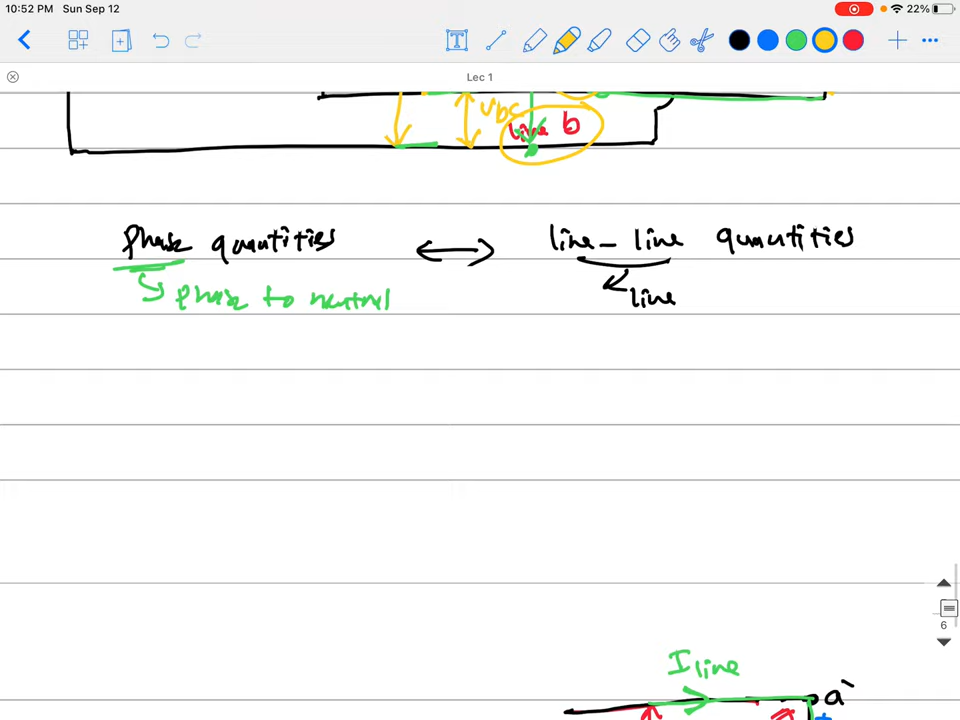 10:52 PM Sun Sep 12
22%
Lec 1
Vbc
line b
Phase quantities ⟷ line - line quantities
phase to neutral
line
6
I line
a`